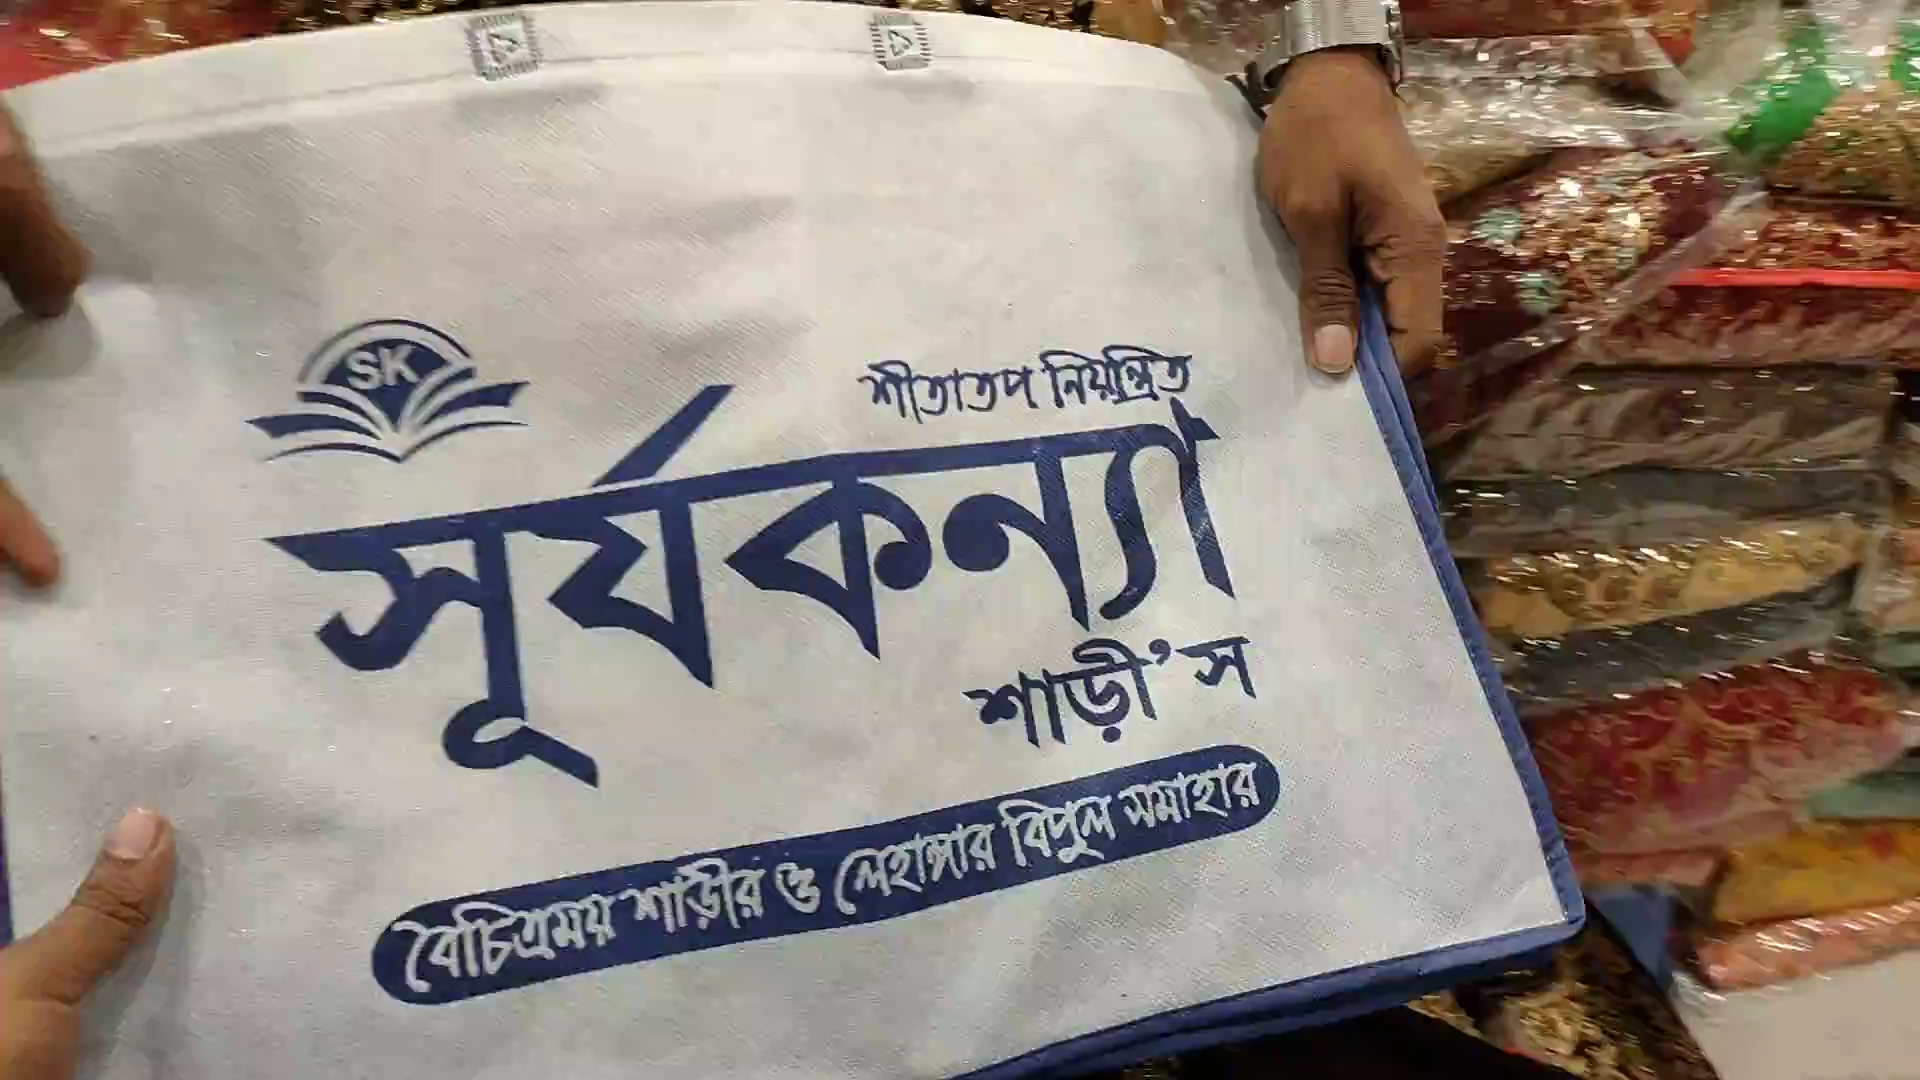 SK
শীতাতপ নিয়ন্ত্রিত
সূর্যকন্যা
শাড়ী'স
বৈচিত্রময় শাড়ীর ও লেহাঙ্গার বিপুল সমাহার